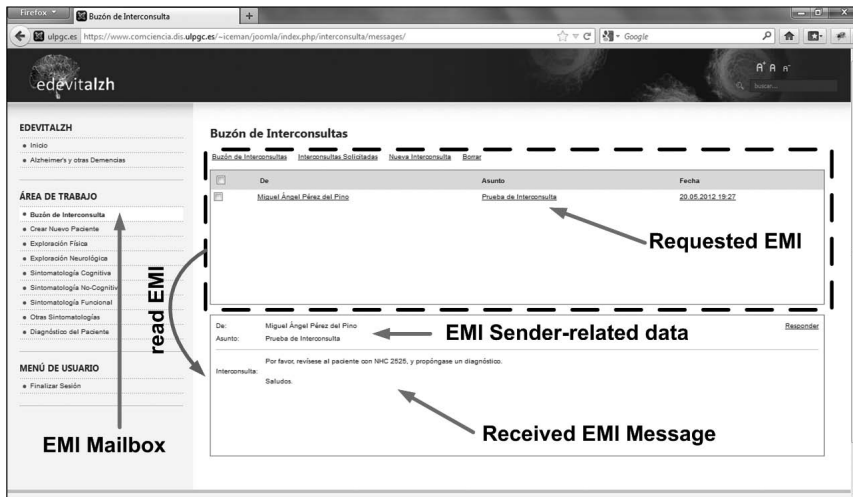 Firefox
Buzón de Interconsulta
+
ulpgc.es https://www.comciencia.dis.ulpgc.es/~iceman/joomla/index.php/interconsulta/messages/
Google
edevitalzh
A+ A A-
buscar...
EDEVITALZH
Inicio
Alzheimer's y otras Demencias
ÁREA DE TRABAJO
Buzón de Interconsulta
Crear Nuevo Paciente
Exploración Física
Exploración Neurológica
Sintomatología Cognitiva
Sintomatología No-Cognitiv
Sintomatología Funcional
Otras Sintomatologías
Diagnóstico del Paciente
MENÚ DE USUARIO
Finalizar Sesión
EMI Mailbox
read EMI
Buzón de Interconsultas
Buzón de Interconsultas Interconsultas Solicitadas Nueva Interconsulta Borrar
De Asunto Fecha
Miguel Ángel Pérez del Pino Prueba de Interconsulta 20.05.2012 19:27
Requested EMI
De: Miguel Ángel Pérez del Pino
Responder
Asunto: Prueba de Interconsulta
EMI Sender-related data
Por favor, revísese al paciente con NHC 2525, y propóngase un diagnóstico.
Interconsulta:
Saludos.
Received EMI Message